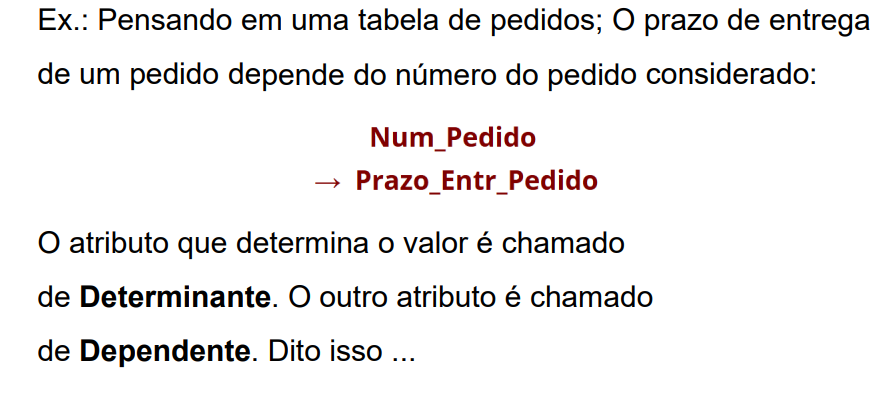 Ex.: Pensando em uma tabela de pedidos; O prazo de entrega
de um pedido depende do número do pedido considerado:
Num_Pedido
→ Prazo_Entr_Pedido
O atributo que determina o valor é chamado
de Determinante. O outro atributo é chamado
de Dependente. Dito isso ...